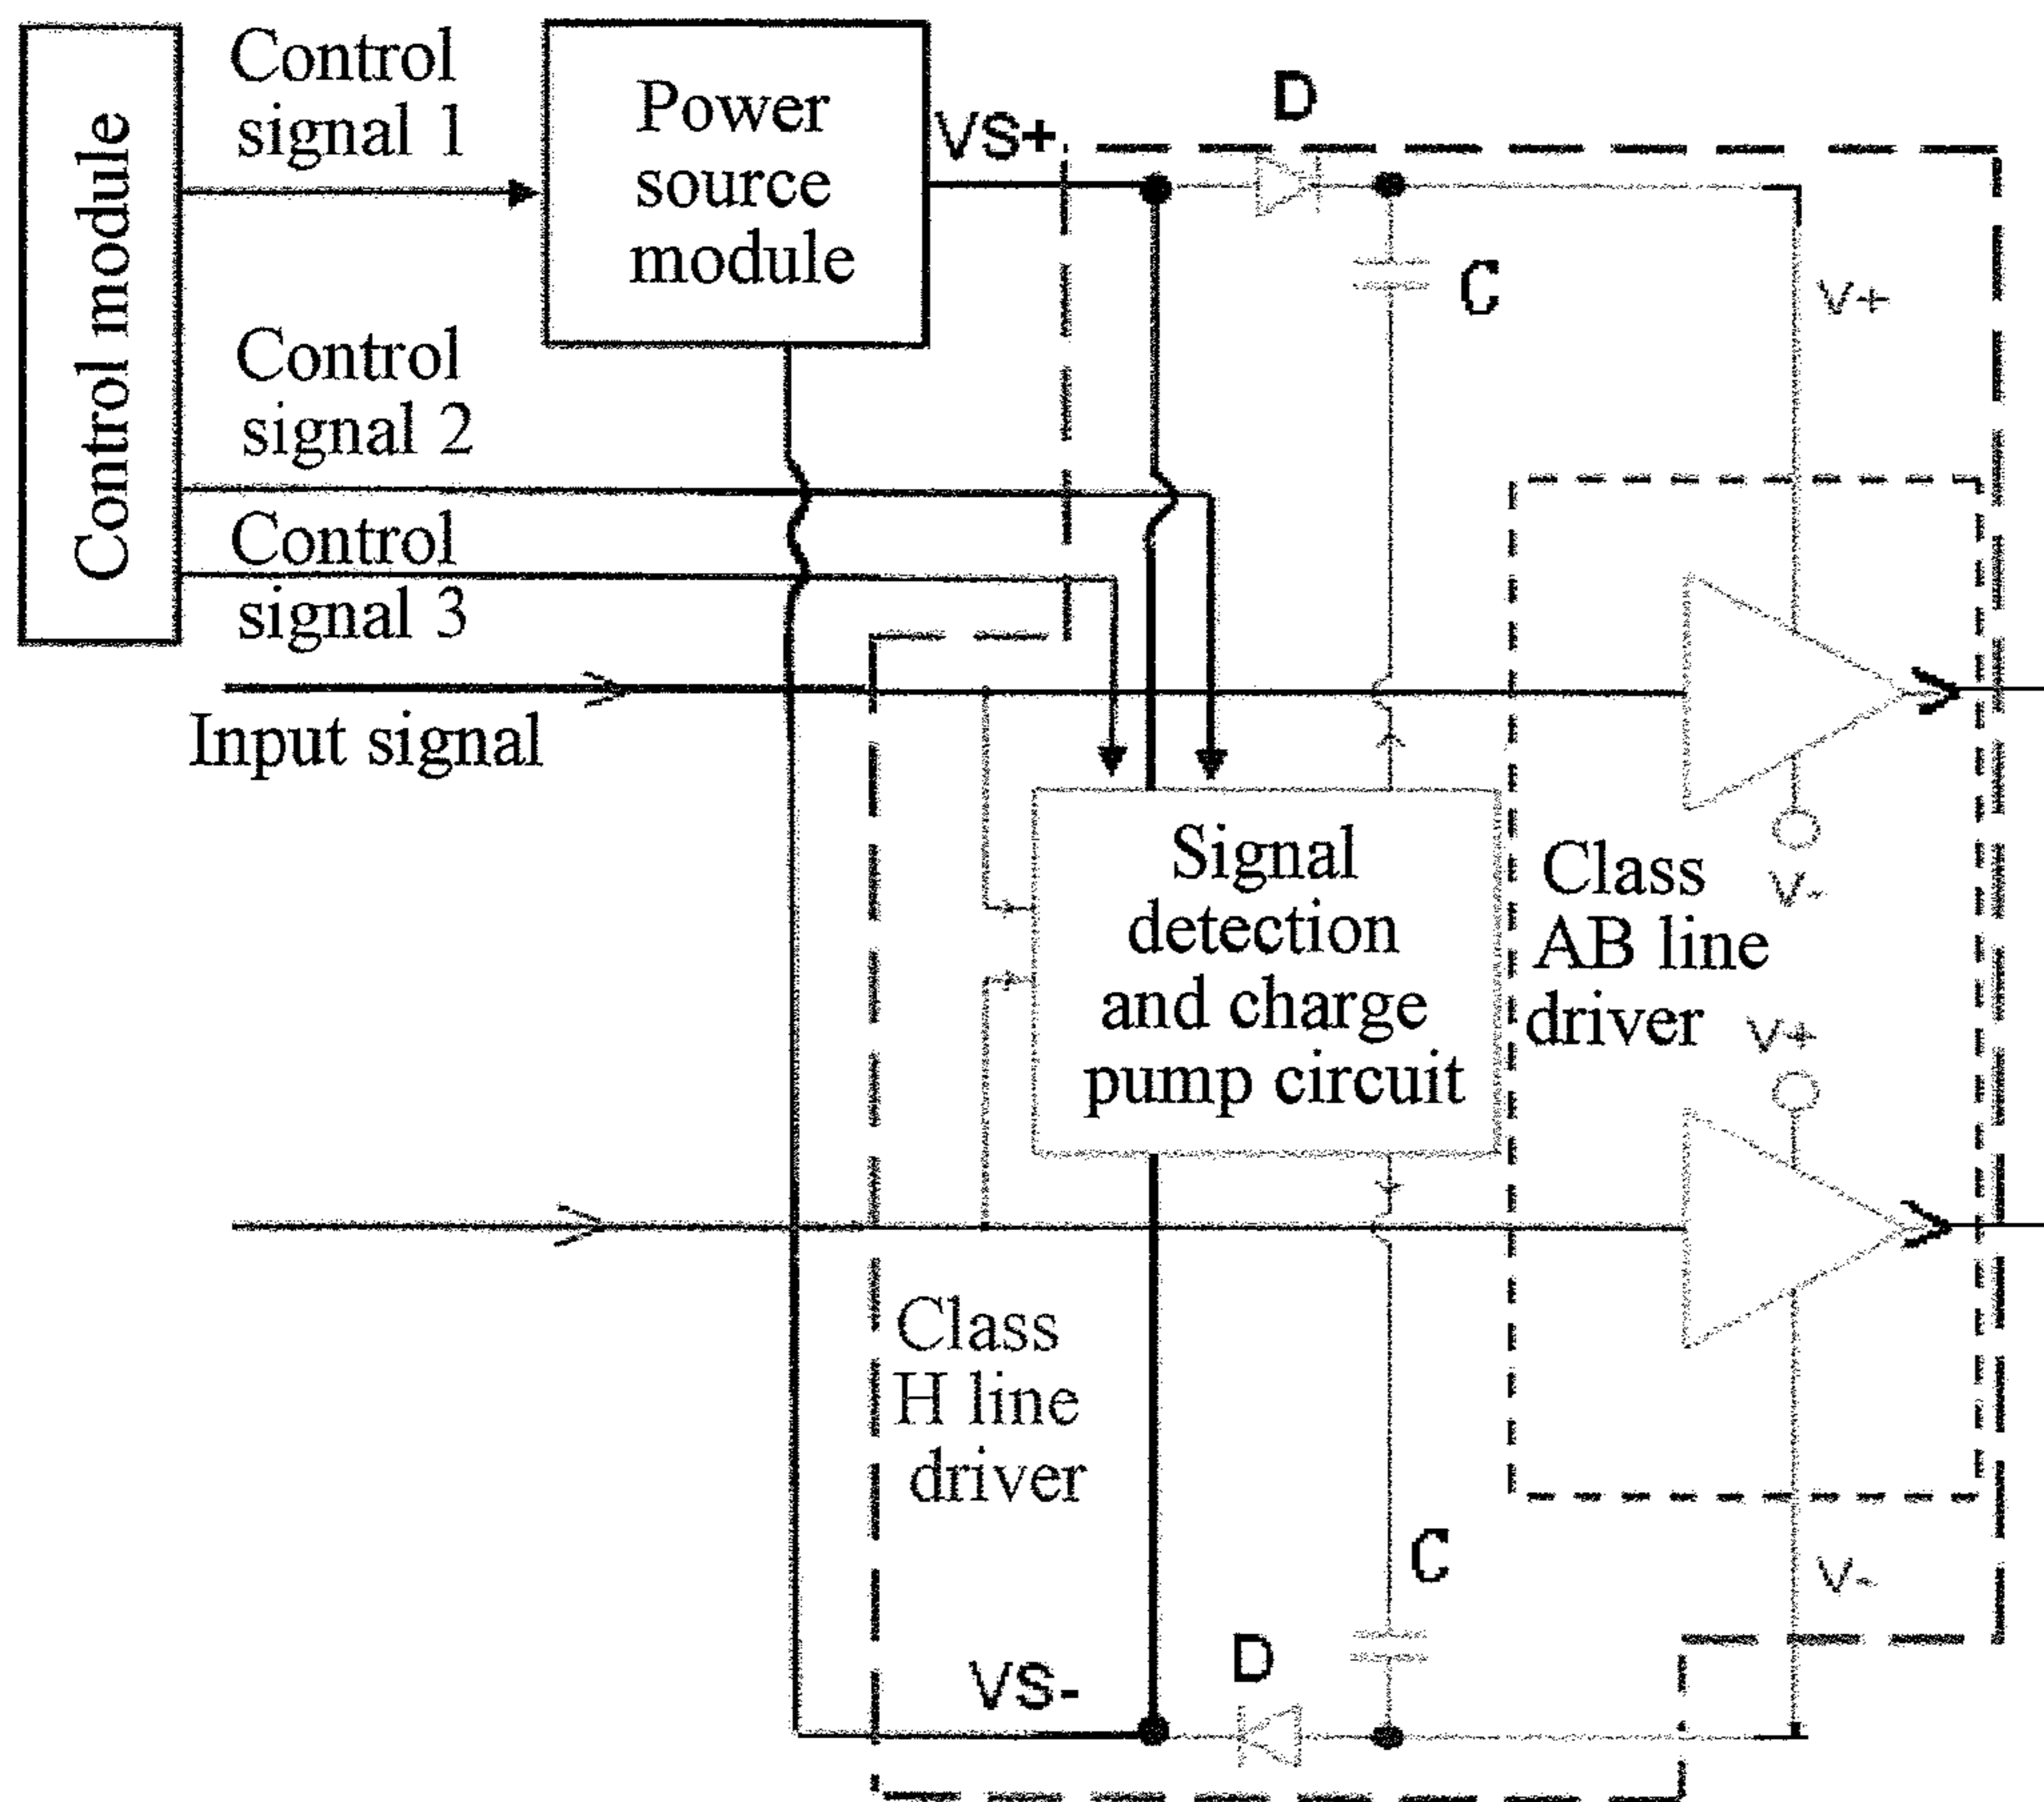 Control module
Control
signal 1
Power
source
module
VS+
D
C
V+
Control
signal 2
Control
signal 3
Input signal
Signal
detection
and charge
pump circuit
Class
AB line
driver
V-
V+
Class
H line
driver
C
V-
D
VS-